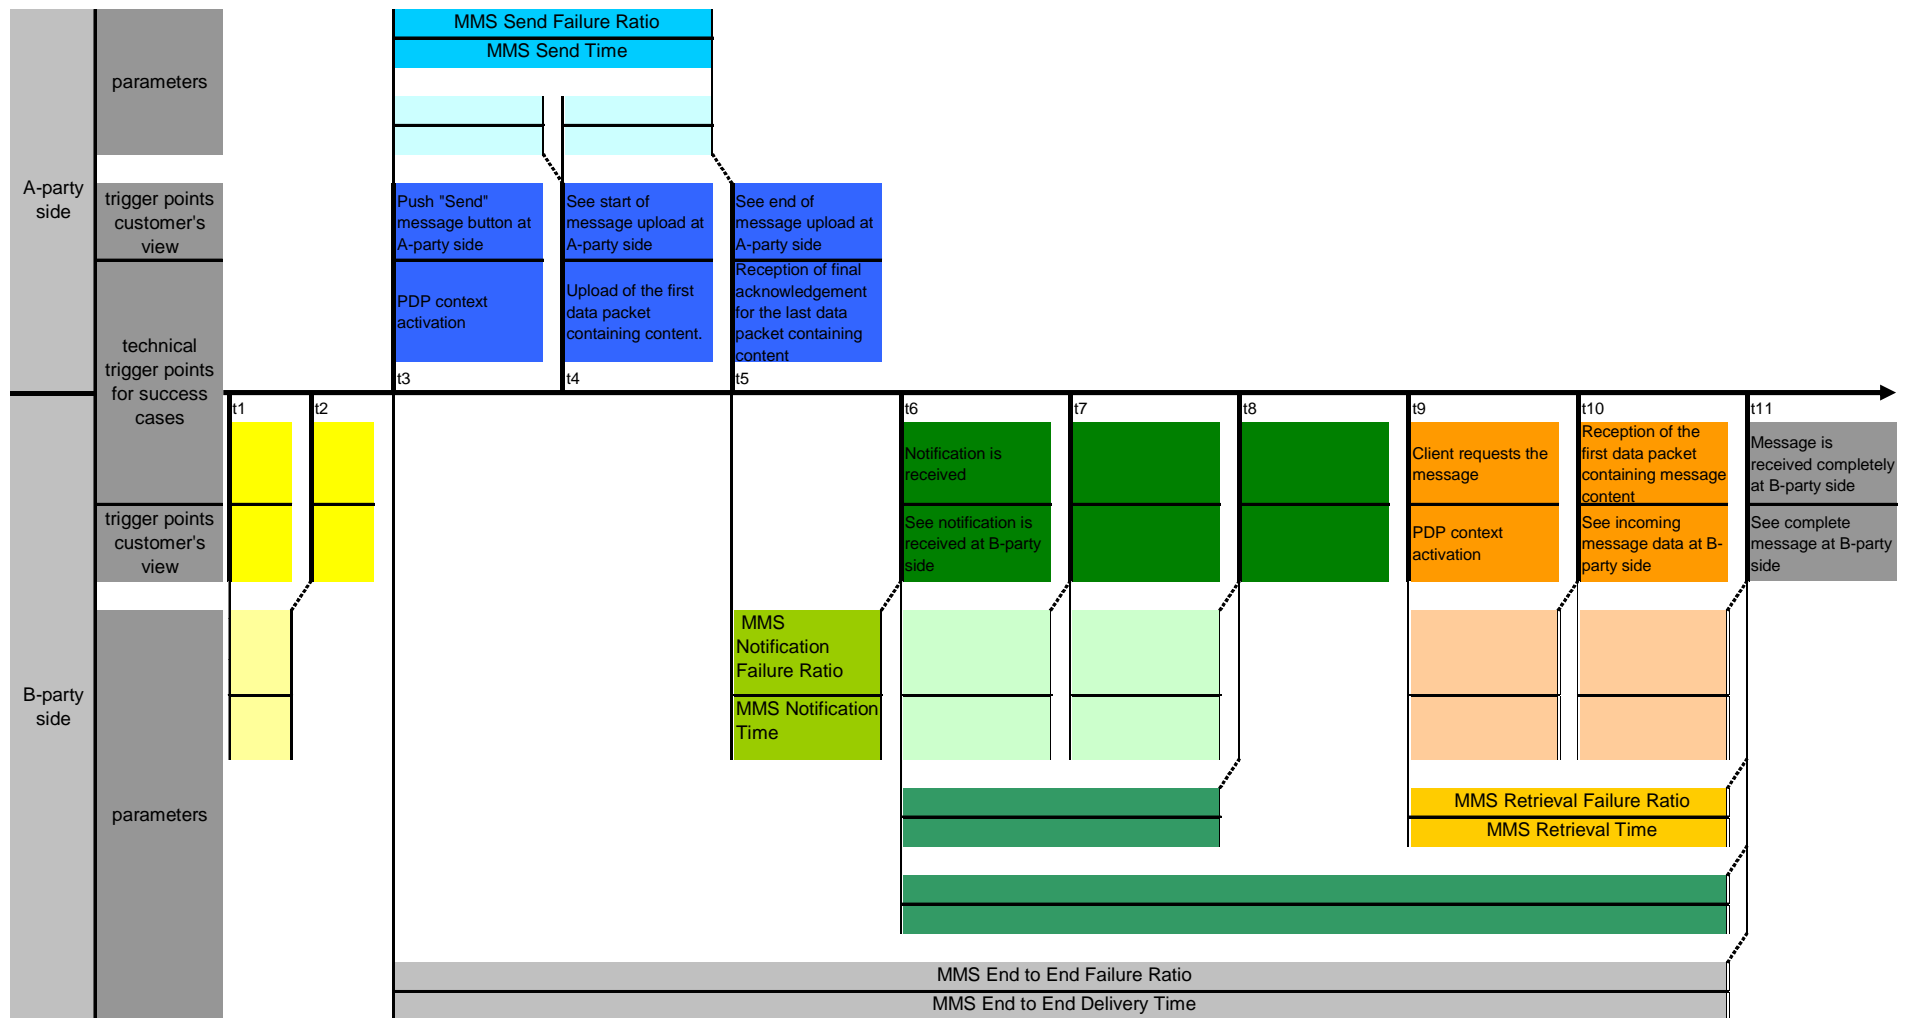 MMS Send Failure Ratio
MMS Send Time
parameters
A-party
side
trigger points
customer's
view
Push "Send"
message button at
A-party side
See start of
message upload at
A-party side
See end of
message upload at
A-party side
technical
trigger points
for success
cases
PDP context
activation
Upload of the first
data packet
containing content.
Reception of final
acknowledgement
for the last data
packet containing
content
t3
t4
t5
t1
t2
t6
t7
t8
t9
t10
t11
Notification is
received
Client requests the
message
Reception of the
first data packet
containing message
content
Message is
received completely
at B-party side
trigger points
customer's
view
See notification is
received at B-party
side
PDP context
activation
See incoming
message data at B-
party side
See complete
message at B-party
side
B-party
side
parameters
MMS
Notification
Failure Ratio
MMS Notification
Time
MMS Retrieval Failure Ratio
MMS Retrieval Time
MMS End to End Failure Ratio
MMS End to End Delivery Time